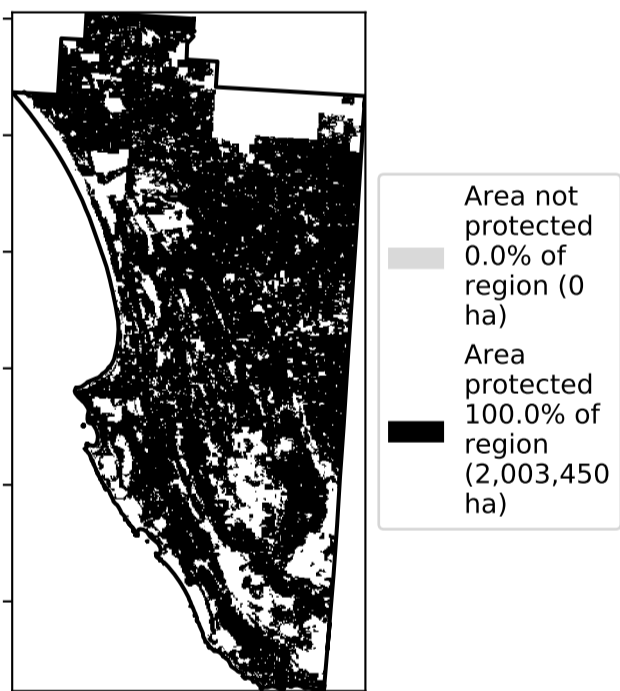 Area not
protected
0.0% of
region (0
ha)
Area
protected
100.0% of
region
(2,003,450
ha)